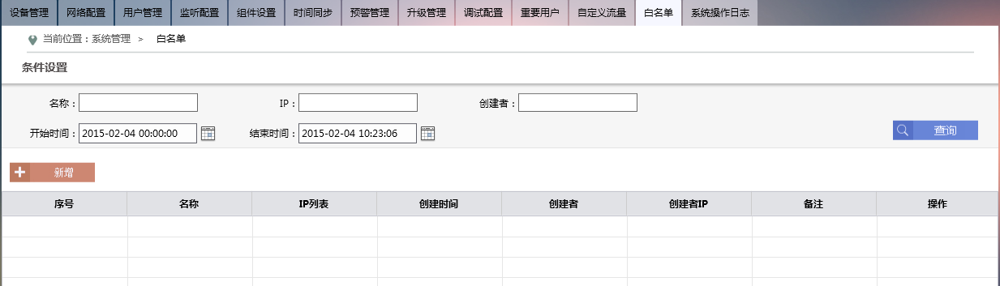 设备管理 网络配置 用户管理 监听配置 组件设置 时间同步 预警管理 升级管理 调试配置 重要用户 自定义流量 白名单 系统操作日志
当前位置：系统管理 > 白名单
条件设置
名称： IP： 创建者：
开始时间： 2015-02-04 00:00:00 结束时间： 2015-02-04 10:23:06 查询
新增
序号 名称 IP列表 创建时间 创建者 创建者IP 备注 操作